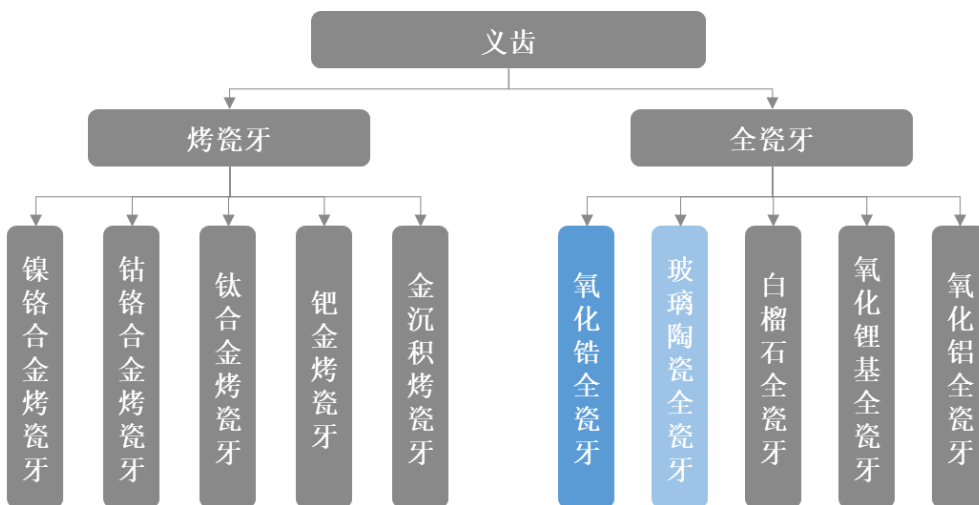 义齿
烤瓷牙
全瓷牙
镍铬合金烤瓷牙
钴铬合金烤瓷牙
钛合金烤瓷牙
钯金烤瓷牙
金沉积烤瓷牙
氧化锆全瓷牙
玻璃陶瓷全瓷牙
白榴石全瓷牙
氧化锂基全瓷牙
氧化铝全瓷牙